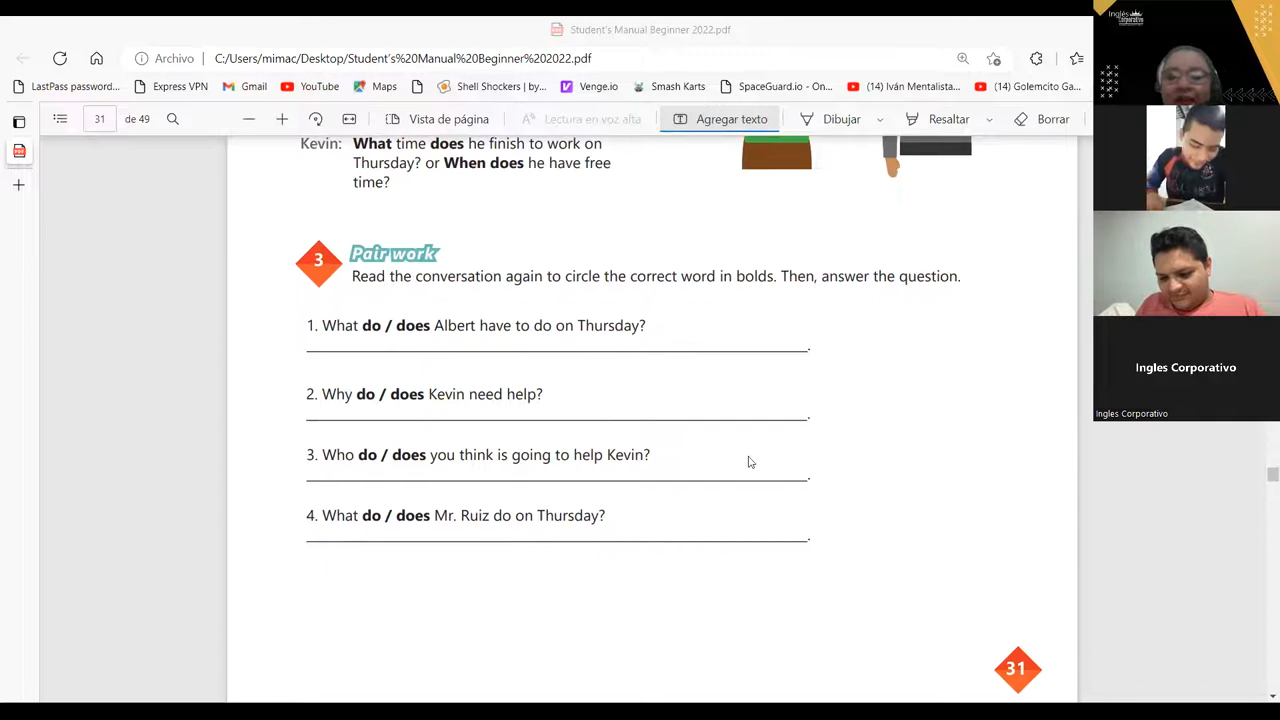 Student's Manual Beginner 2022.pdf
Archivo
C:/Users/mimac/Desktop/Student's%20Manual%20Beginner%202022.pdf
LastPass password...
Express VPN
Gmail
YouTube
Maps
Shell Shockers | by...
Venge.io
Smash Karts
SpaceGuard.io - On...
(14) Iván Mentalista...
(14) Golemcito Ga...
31
de 49
Vista de página
Lectura en voz alta
Agregar texto
Dibujar
Resaltar
Borrar
Kevin: What time does he finish to work on
Thursday? or When does he have free
time?
3
Pair work
Read the conversation again to circle the correct word in bolds. Then, answer the question.
1. What do / does Albert have to do on Thursday?
2. Why do / does Kevin need help?
3. Who do / does you think is going to help Kevin?
4. What do / does Mr. Ruiz do on Thursday?
31
Inglés
Corporativo
Ingles Corporativo
Ingles Corporativo